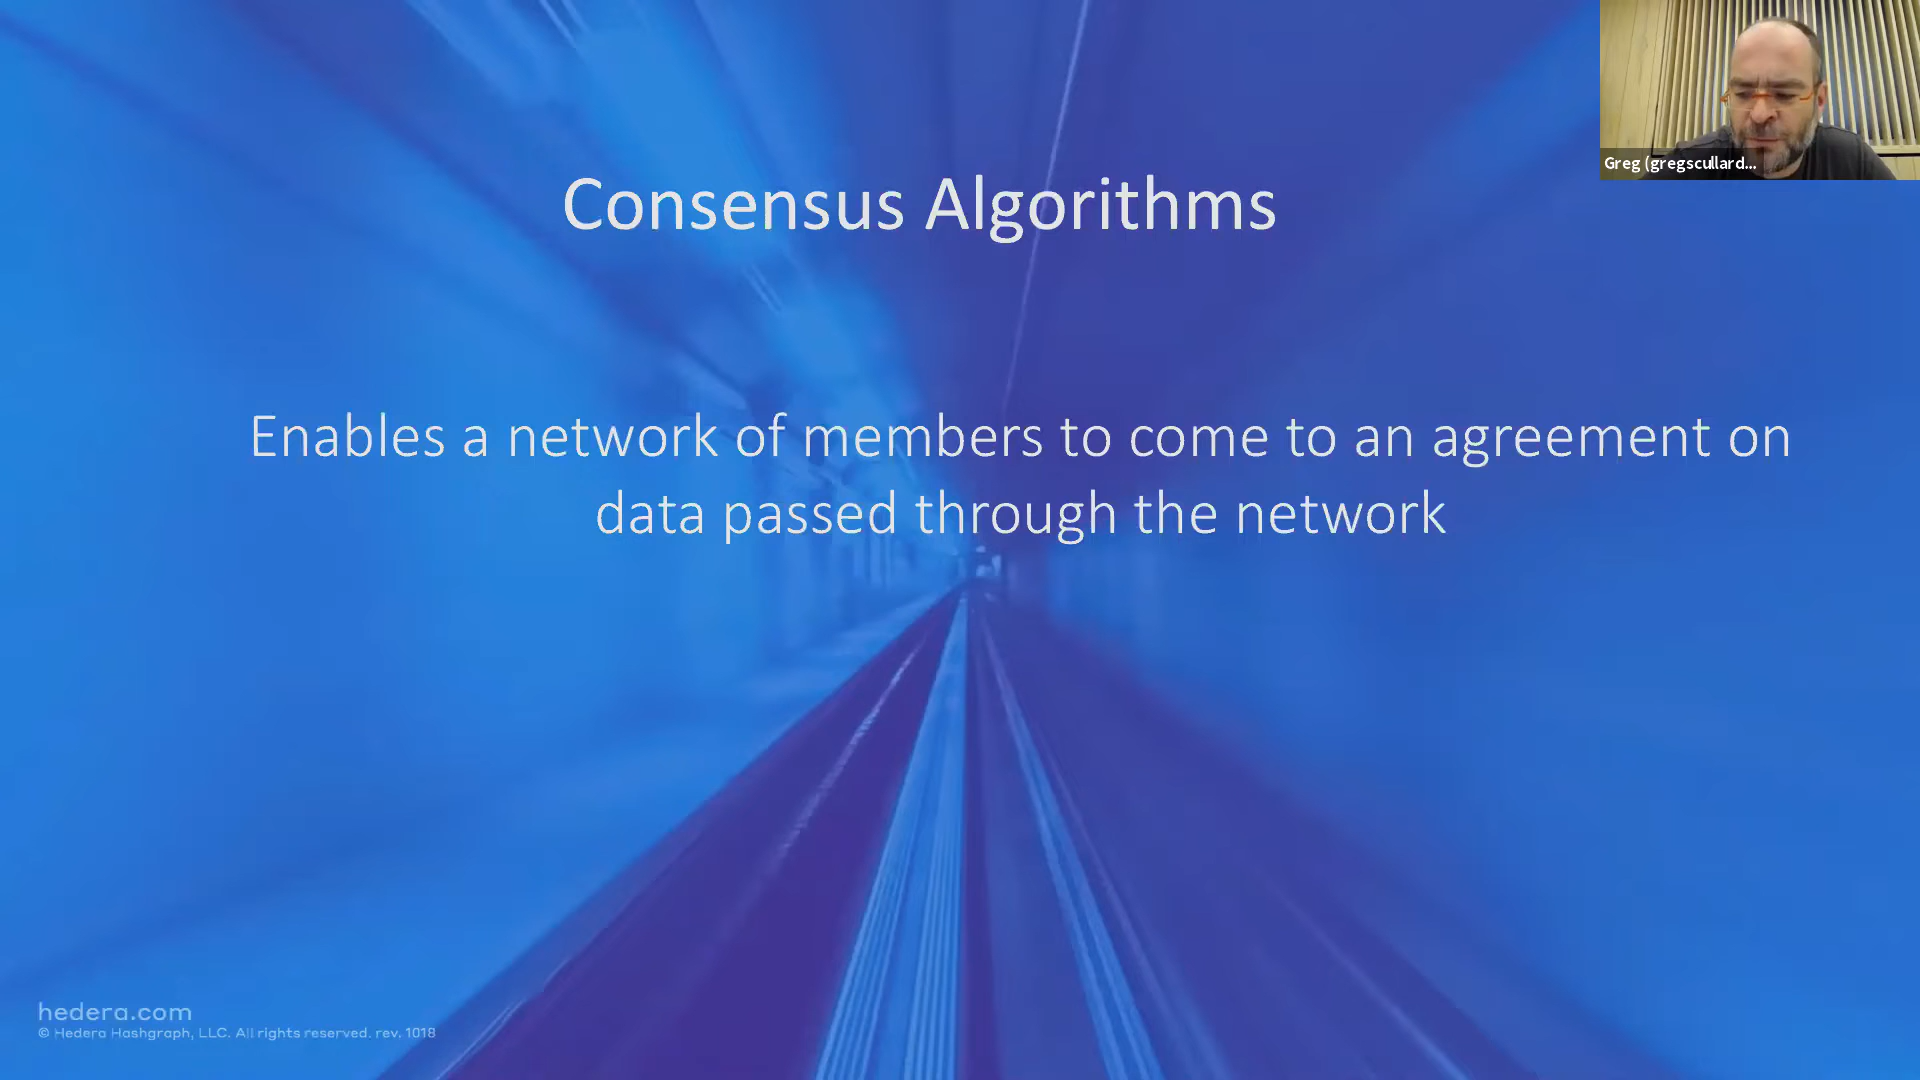 Consensus Algorithms
Greg (gregscullard...
Enables a network of members to come to an agreement on
data passed through the network
hedera.com
© Hedera Hashgraph, LLC. All rights reserved. rev. 1018